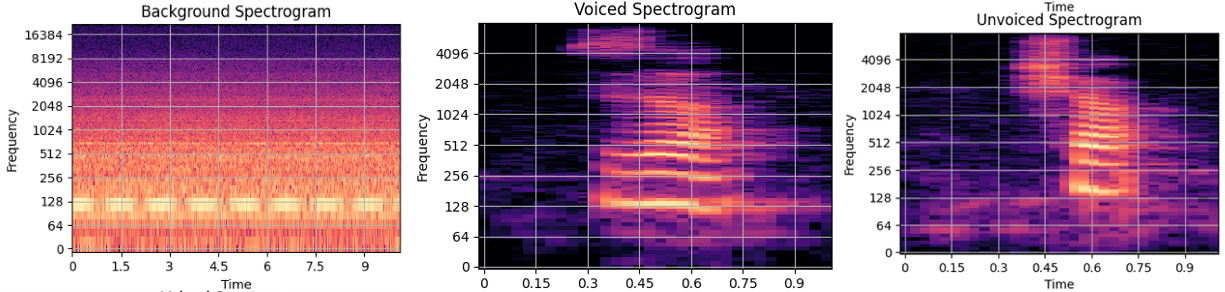 Background Spectrogram
16384
8192
4096
2048
1024
512
256
128
64
0
Frequency
0 1.5 3 4.5 6 7.5 9
Time
Voiced Spectrogram
4096
2048
1024
512
256
128
64
0
Frequency
0 0.15 0.3 0.45 0.6 0.75 0.9
Time
Unvoiced Spectrogram
4096
2048
1024
512
256
128
64
0
Frequency
0 0.15 0.3 0.45 0.6 0.75 0.9
Time